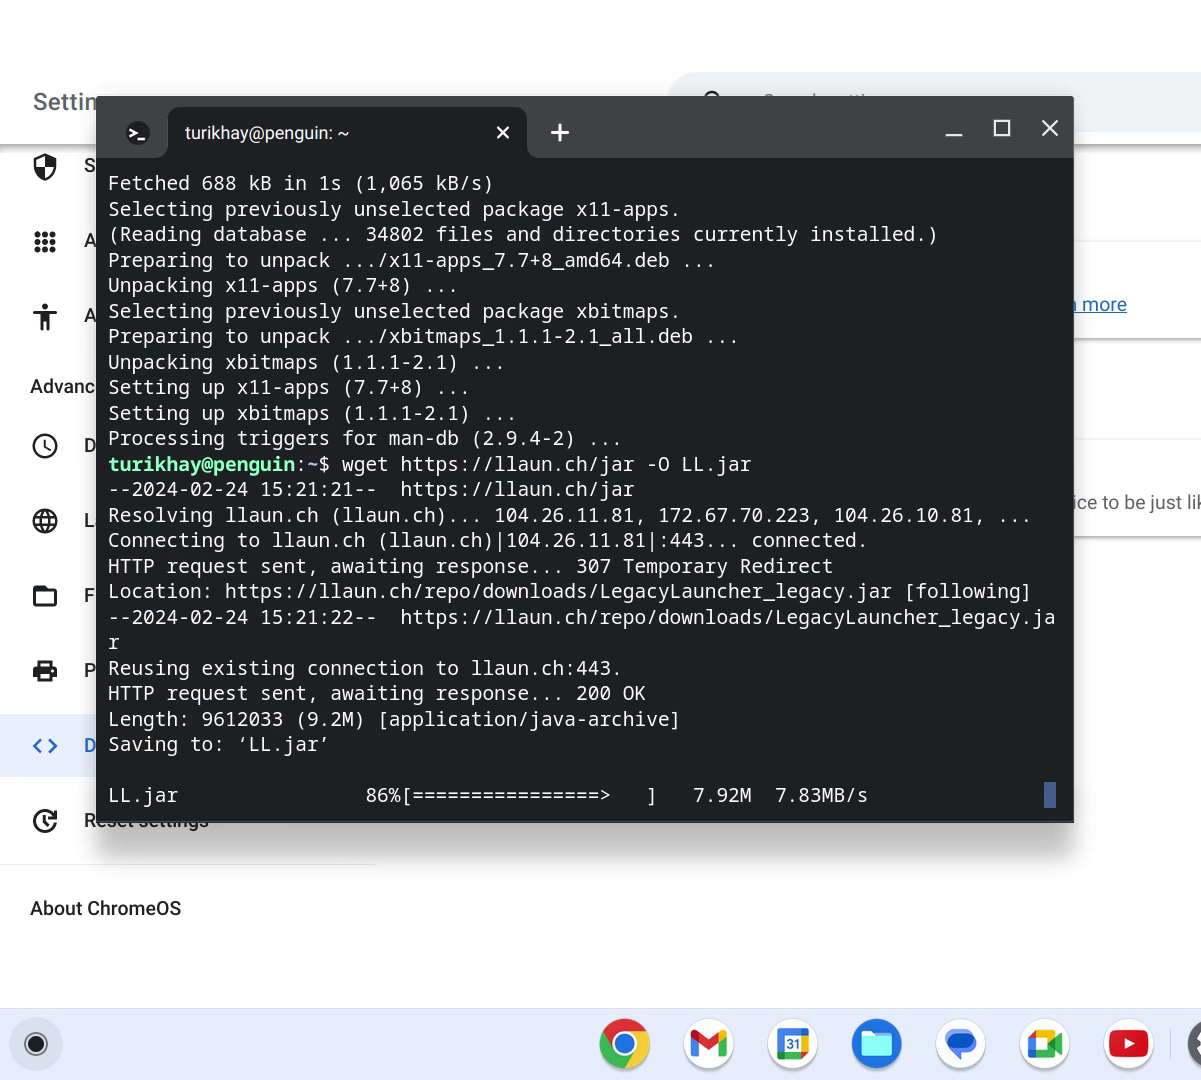 Settin
turikhay@penguin: ~
Fetched 688 kB in 1s (1,065 kB/s)
Selecting previously unselected package x11-apps.
(Reading database ... 34802 files and directories currently installed.)
Preparing to unpack .../x11-apps_7.7+8_amd64.deb ...
Unpacking x11-apps (7.7+8) ...
Selecting previously unselected package xbitmaps.
Preparing to unpack .../xbitmaps_1.1.1-2.1_all.deb ...
Unpacking xbitmaps (1.1.1-2.1) ...
Setting up x11-apps (7.7+8) ...
Setting up xbitmaps (1.1.1-2.1) ...
Processing triggers for man-db (2.9.4-2) ...
turikhay@penguin:~$ wget https://llaun.ch/jar -O LL.jar
--2024-02-24 15:21:21--  https://llaun.ch/jar
Resolving llaun.ch (llaun.ch)... 104.26.11.81, 172.67.70.223, 104.26.10.81, ...
Connecting to llaun.ch (llaun.ch)|104.26.11.81|:443... connected.
HTTP request sent, awaiting response... 307 Temporary Redirect
Location: https://llaun.ch/repo/downloads/LegacyLauncher_legacy.jar [following]
--2024-02-24 15:21:22--  https://llaun.ch/repo/downloads/LegacyLauncher_legacy.ja
r
Reusing existing connection to llaun.ch:443.
HTTP request sent, awaiting response... 200 OK
Length: 9612033 (9.2M) [application/java-archive]
Saving to: ‘LL.jar’
LL.jar                86%[================>   ]   7.92M  7.83MB/s
S
A
A
Advanc
D
L
F
P
D
Reset settings
About ChromeOS
more
ice to be just lik
31